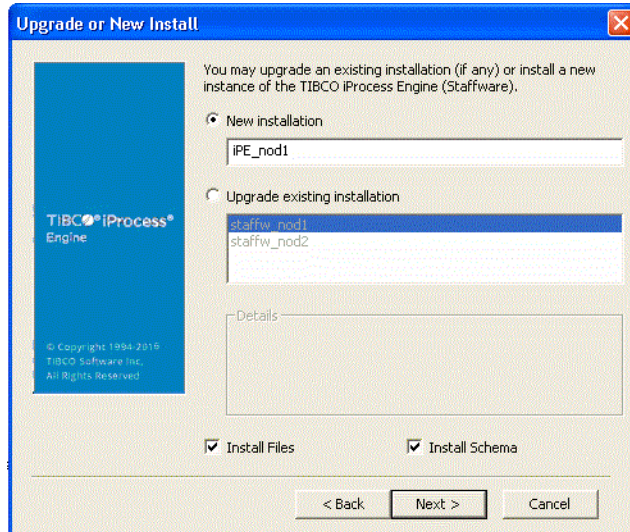 Upgrade or New Install
You may upgrade an existing installation (if any) or install a new
instance of the TIBCO iProcess Engine (Staffware).
New installation
iPE_nod1
Upgrade existing installation
staffw_nod1
staffw_nod2
TIBCO® iProcess®
Engine
Details
© Copyright 1994-2016
TIBCO Software Inc.
All Rights Reserved
Install Files
Install Schema
< Back
Next >
Cancel